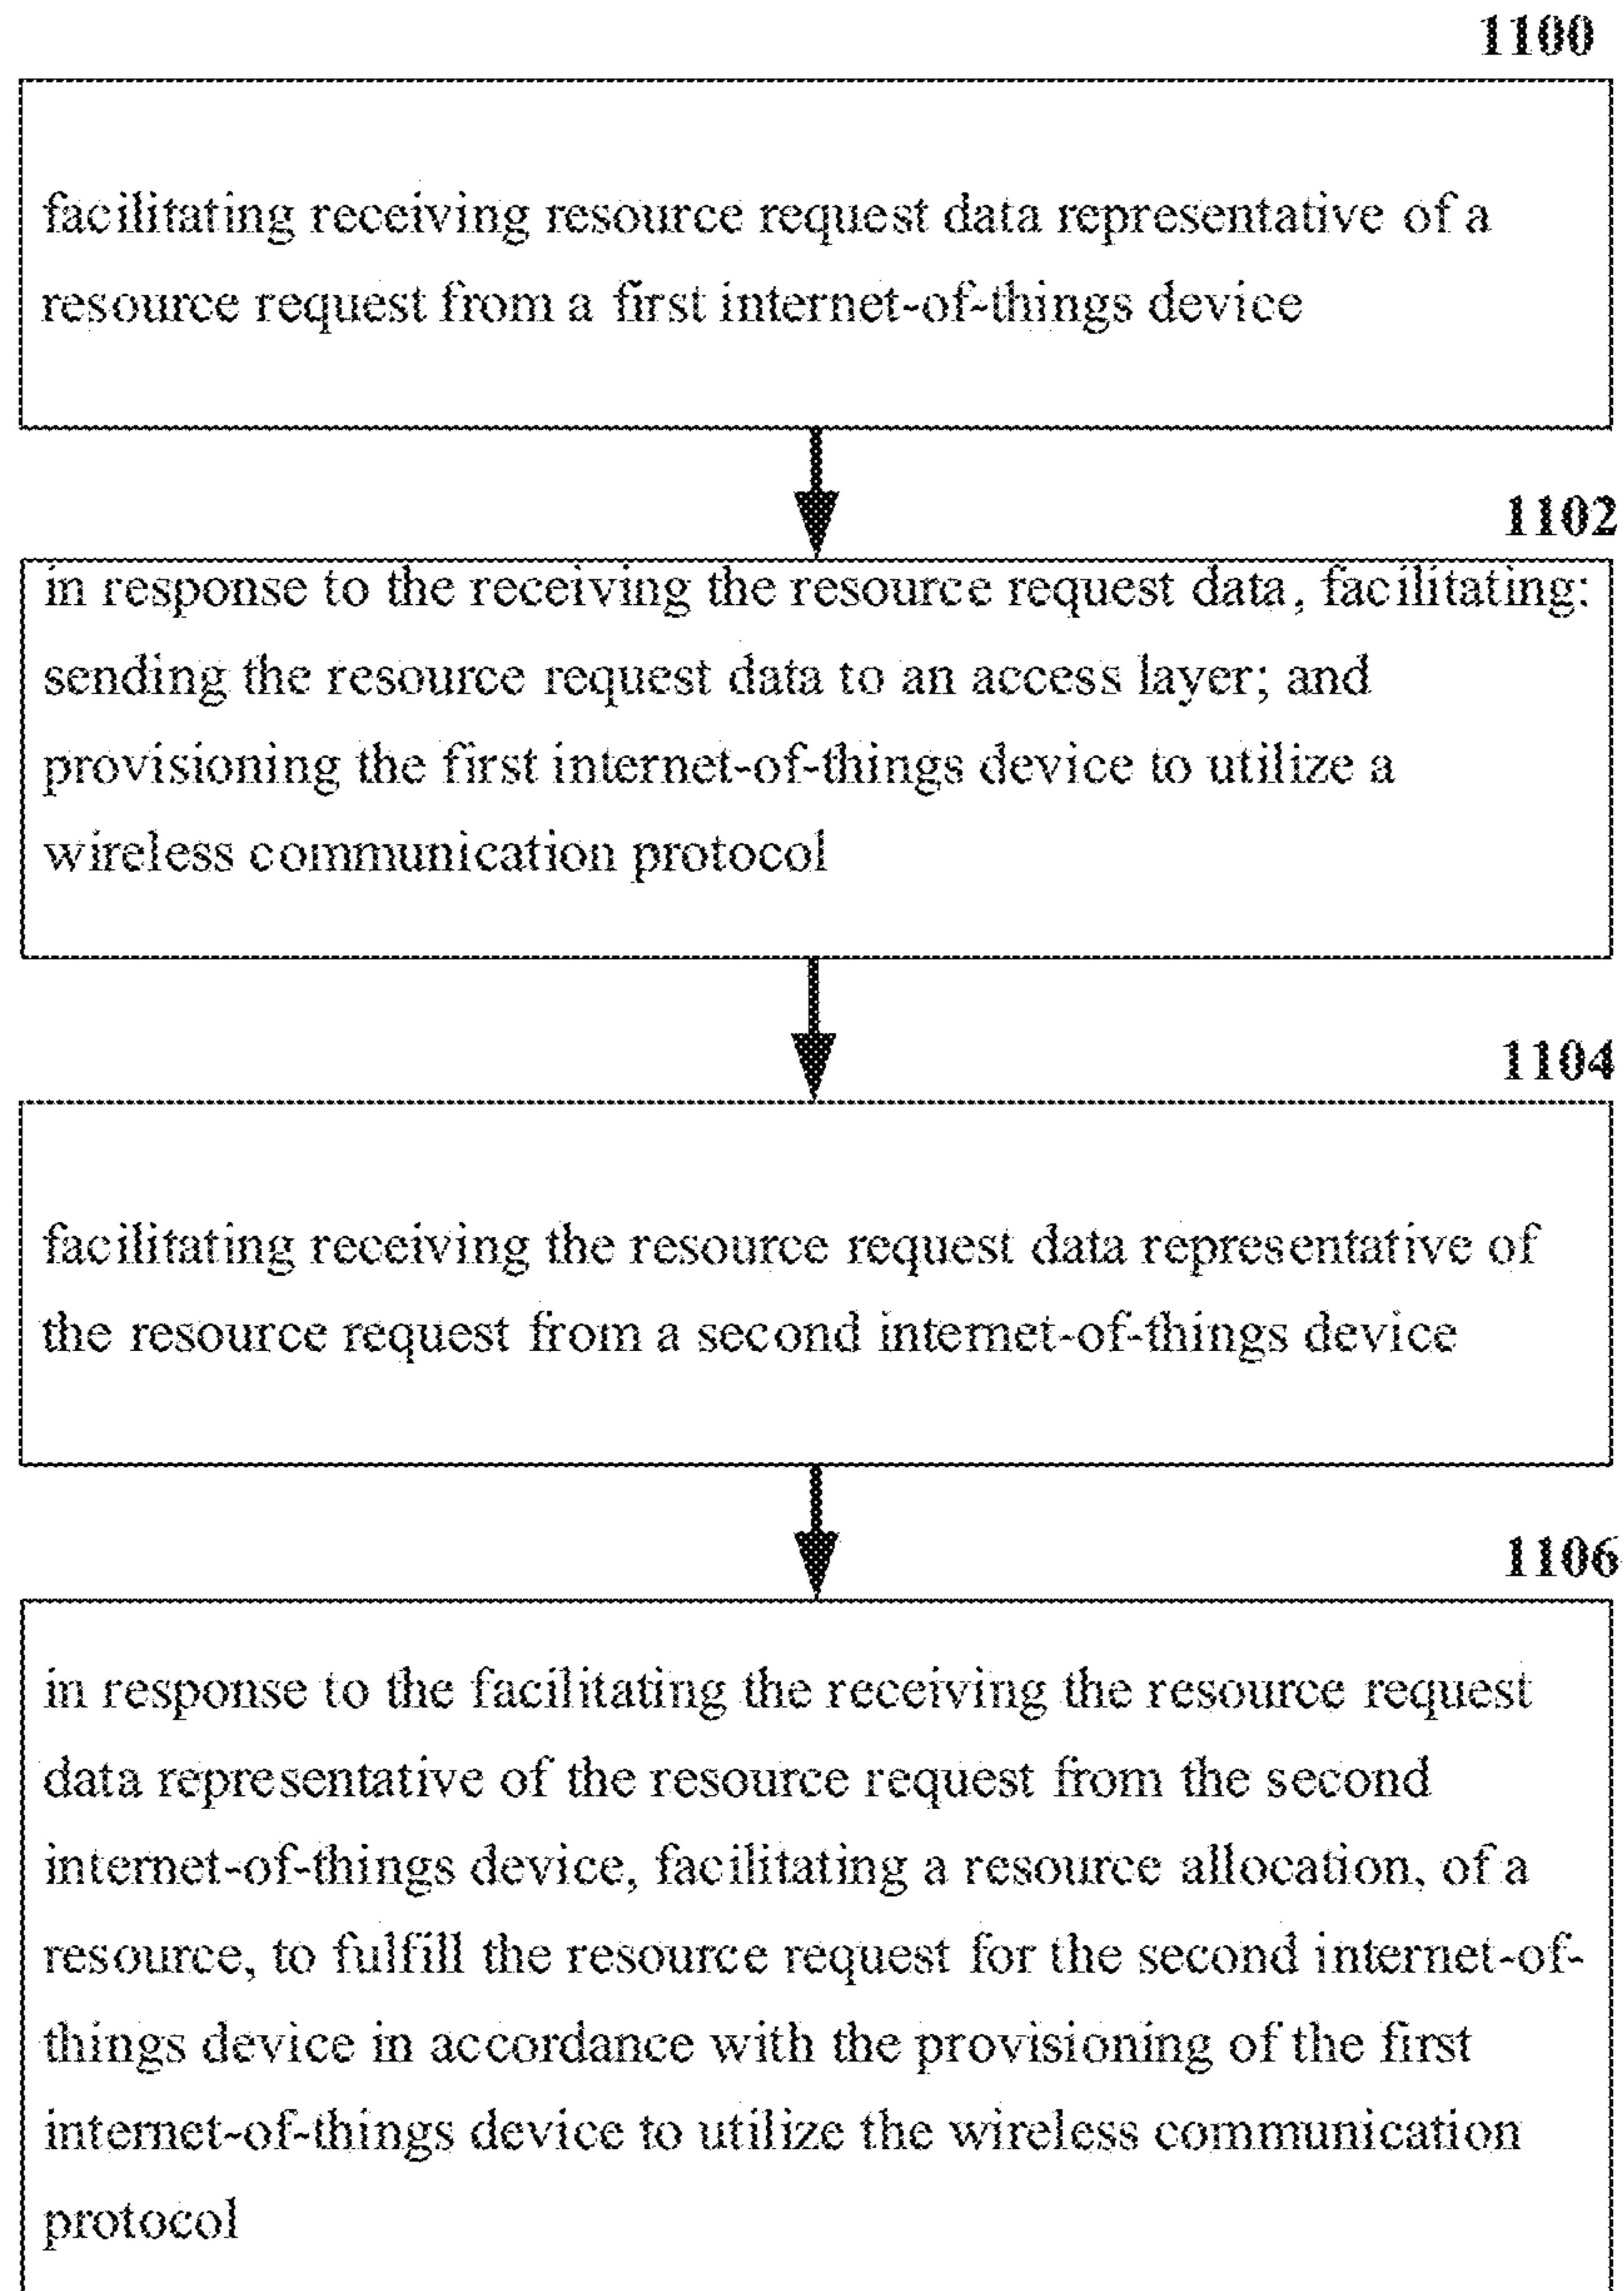 1100
facilitating receiving resource request data representative of a
resource request from a first internet-of-things device
1102
in response to the receiving the resource request data, facilitating:
sending the resource request data to an access layer; and
provisioning the first internet-of-things device to utilize a
wireless communication protocol
1104
facilitating receiving the resource request data representative of
the resource request from a second internet-of-things device
1106
in response to the facilitating the receiving the resource request
data representative of the resource request from the second
internet-of-things device, facilitating a resource allocation, of a
resource, to fulfill the resource request for the second internet-of-
things device in accordance with the provisioning of the first
internet-of-things device to utilize the wireless communication
protocol